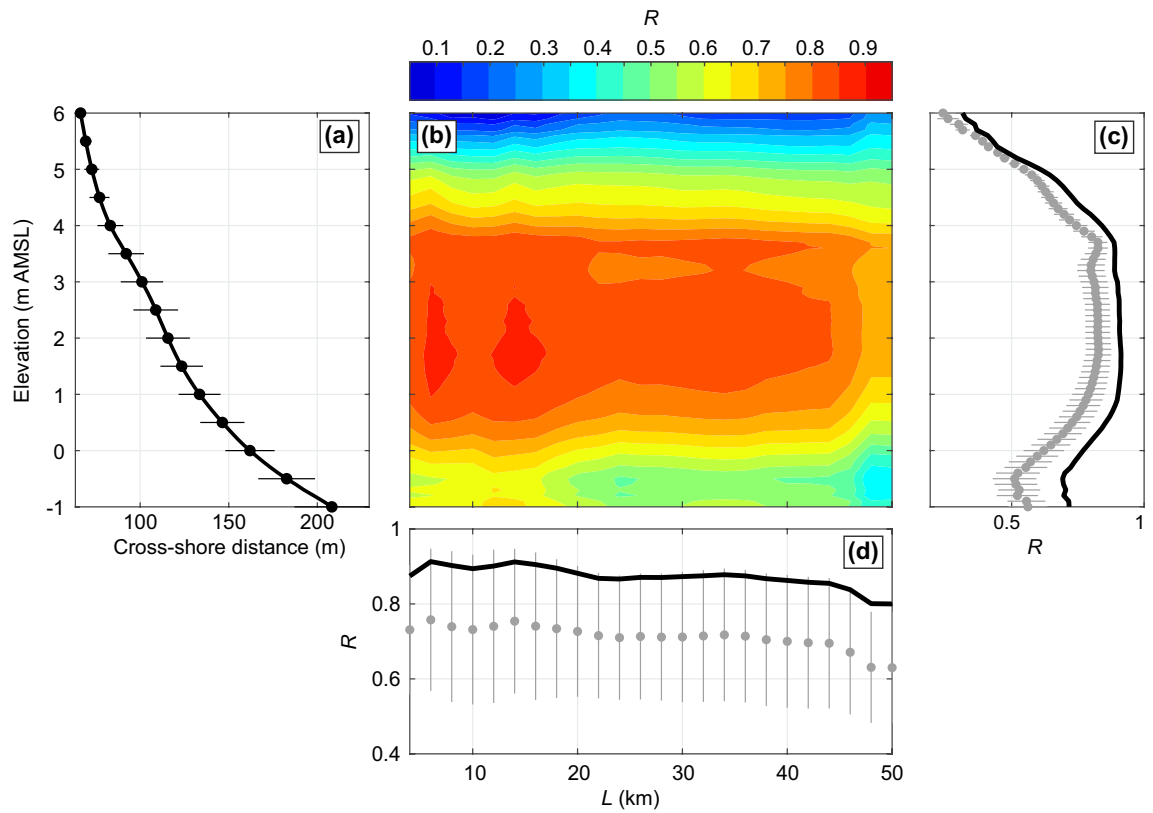 R
0.1 0.2 0.3 0.4 0.5 0.6 0.7 0.8 0.9
(a)
(b)
(c)
6
5
4
3
2
1
0
-1
Elevation (m AMSL)
100 150 200
Cross-shore distance (m)
0.5 1
R
(d)
1
0.8
0.6
0.4
R
10 20 30 40 50
L (km)